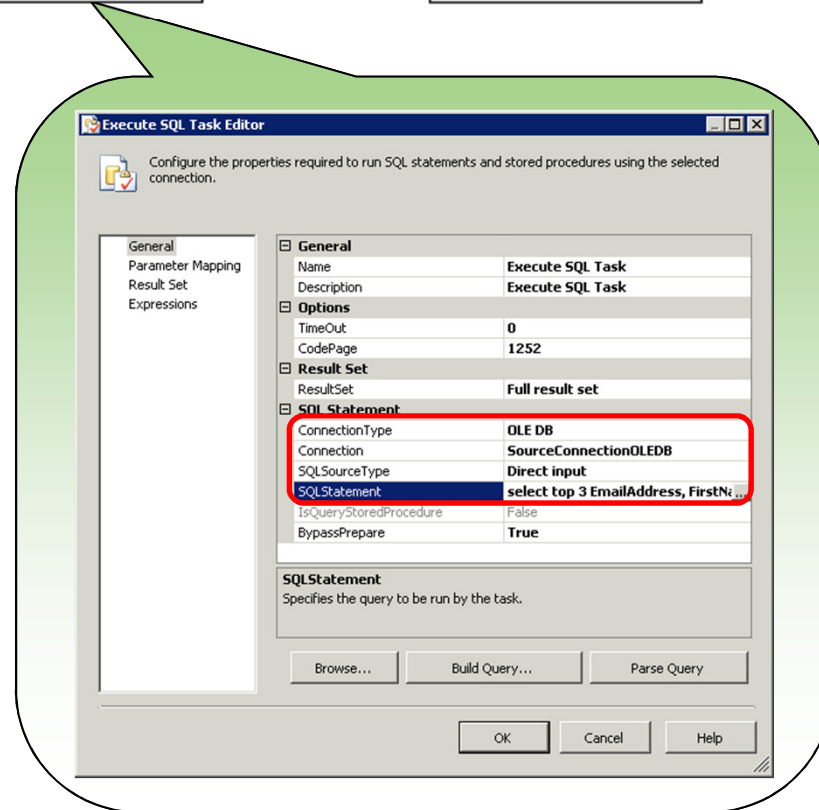 Execute SQL Task Editor
Configure the properties required to run SQL statements and stored procedures using the selected
connection.
General
Parameter Mapping
Result Set
Expressions
General
Name Execute SQL Task
Description Execute SQL Task
Options
TimeOut 0
CodePage 1252
Result Set
ResultSet Full result set
SQL Statement
ConnectionType OLE DB
Connection SourceConnectionOLEDB
SQLSourceType Direct input
SQLStatement select top 3 EmailAddress, FirstNa ...
IsQueryStoredProcedure False
BypassPrepare True
SQLStatement
Specifies the query to be run by the task.
Browse... Build Query... Parse Query
OK Cancel Help